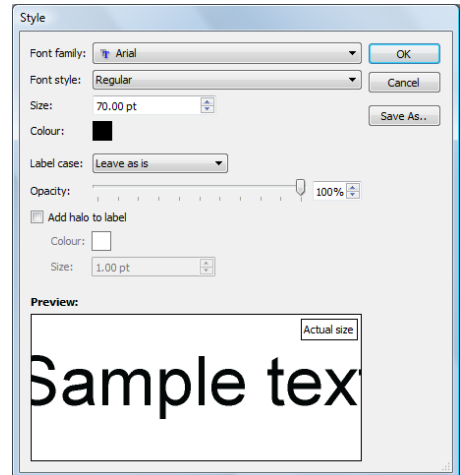 Style
Font family: Arial
OK
Font style: Regular
Cancel
Size: 70.00 pt
Save As..
Colour:
Label case: Leave as is
Opacity: 100%
Add halo to label
Colour:
Size: 1.00 pt
Preview:
Actual size
Sample text